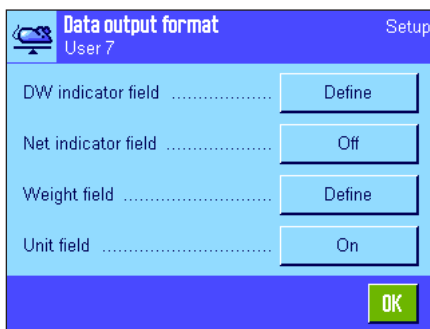 Data output format Setup
User 7
DW indicator field .................... Define
Net indicator field .................... Off
Weight field ............................ Define
Unit field ................................ On
OK